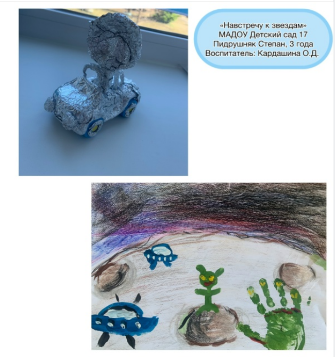 «Навстречу к звездам»
МАДОУ Детский сад 17
Пидрушняк Степан, 3 года
Воспитатель: Кардашина О.Д.